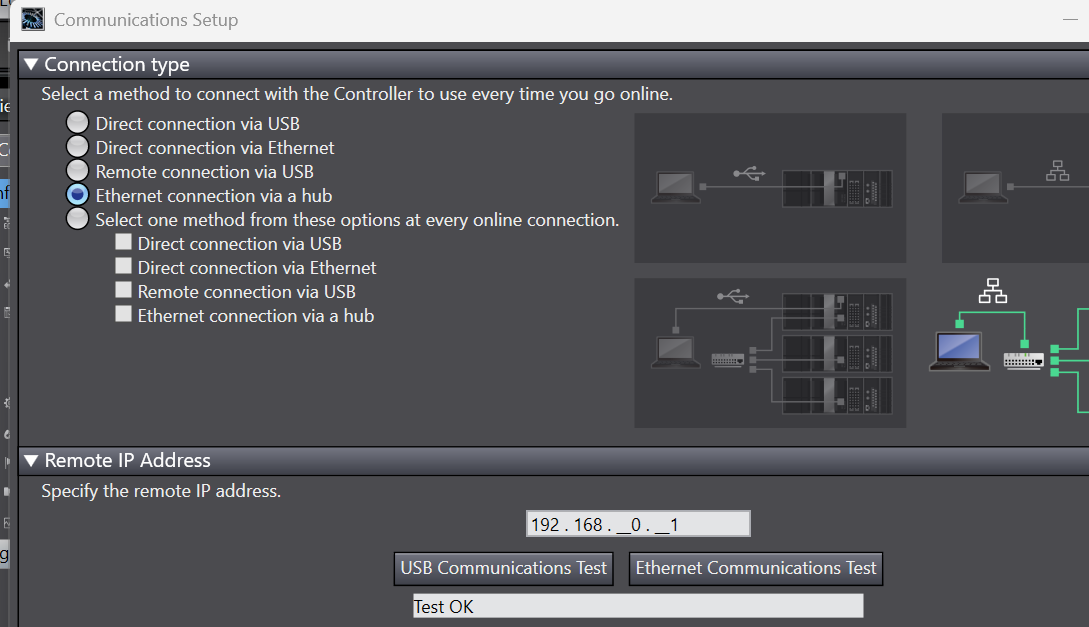 Communications Setup
Connection type
Select a method to connect with the Controller to use every time you go online.
Direct connection via USB
Direct connection via Ethernet
Remote connection via USB
Ethernet connection via a hub
Select one method from these options at every online connection.
Direct connection via USB
Direct connection via Ethernet
Remote connection via USB
Ethernet connection via a hub
Remote IP Address
Specify the remote IP address.
192 . 168 . __0 . __1
USB Communications Test
Ethernet Communications Test
Test OK